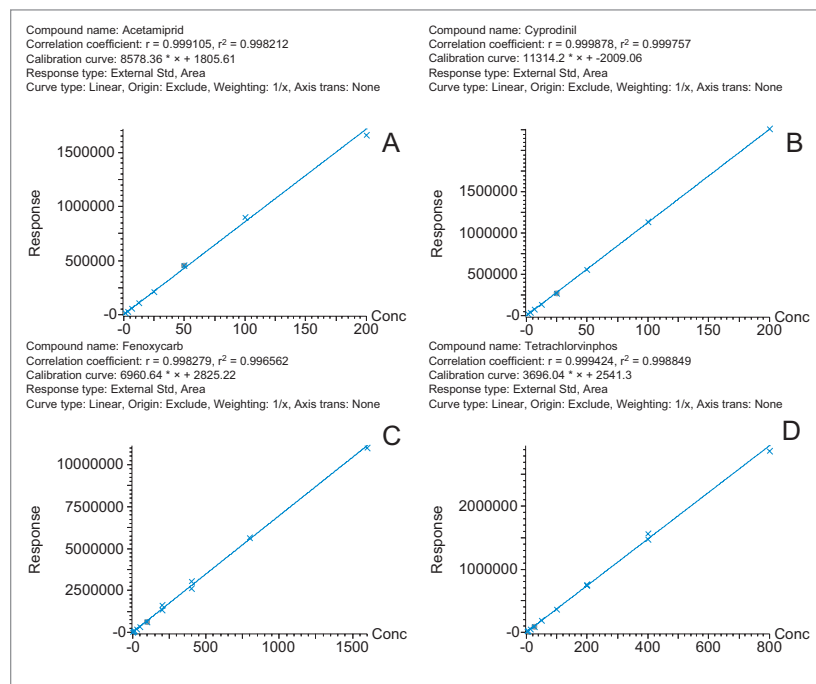 Compound name: Acetamiprid
Correlation coefficient: r = 0.999105, r² = 0.998212
Calibration curve: 8578.36 * × + 1805.61
Response type: External Std, Area
Curve type: Linear, Origin: Exclude, Weighting: 1/x, Axis trans: None
A
Response
1500000
1000000
500000
-0
0
50
100
150
200
Conc
Compound name: Cyprodinil
Correlation coefficient: r = 0.999878, r² = 0.999757
Calibration curve: 11314.2 * × + -2009.06
Response type: External Std, Area
Curve type: Linear, Origin: Exclude, Weighting: 1/x, Axis trans: None
B
Response
1500000
1000000
500000
-0
-0
50
100
150
200
Conc
Compound name: Fenoxycarb
Correlation coefficient: r = 0.998279, r² = 0.996562
Calibration curve: 6960.64 * × + 2825.22
Response type: External Std, Area
Curve type: Linear, Origin: Exclude, Weighting: 1/x, Axis trans: None
C
Response
10000000
7500000
5000000
2500000
-0
-0
500
1000
1500
Conc
Compound name: Tetrachlorvinphos
Correlation coefficient: r = 0.999424, r² = 0.998849
Calibration curve: 3696.04 * × + 2541.3
Response type: External Std, Area
Curve type: Linear, Origin: Exclude, Weighting: 1/x, Axis trans: None
D
Response
2000000
1000000
-0
-0
200
400
600
800
Conc